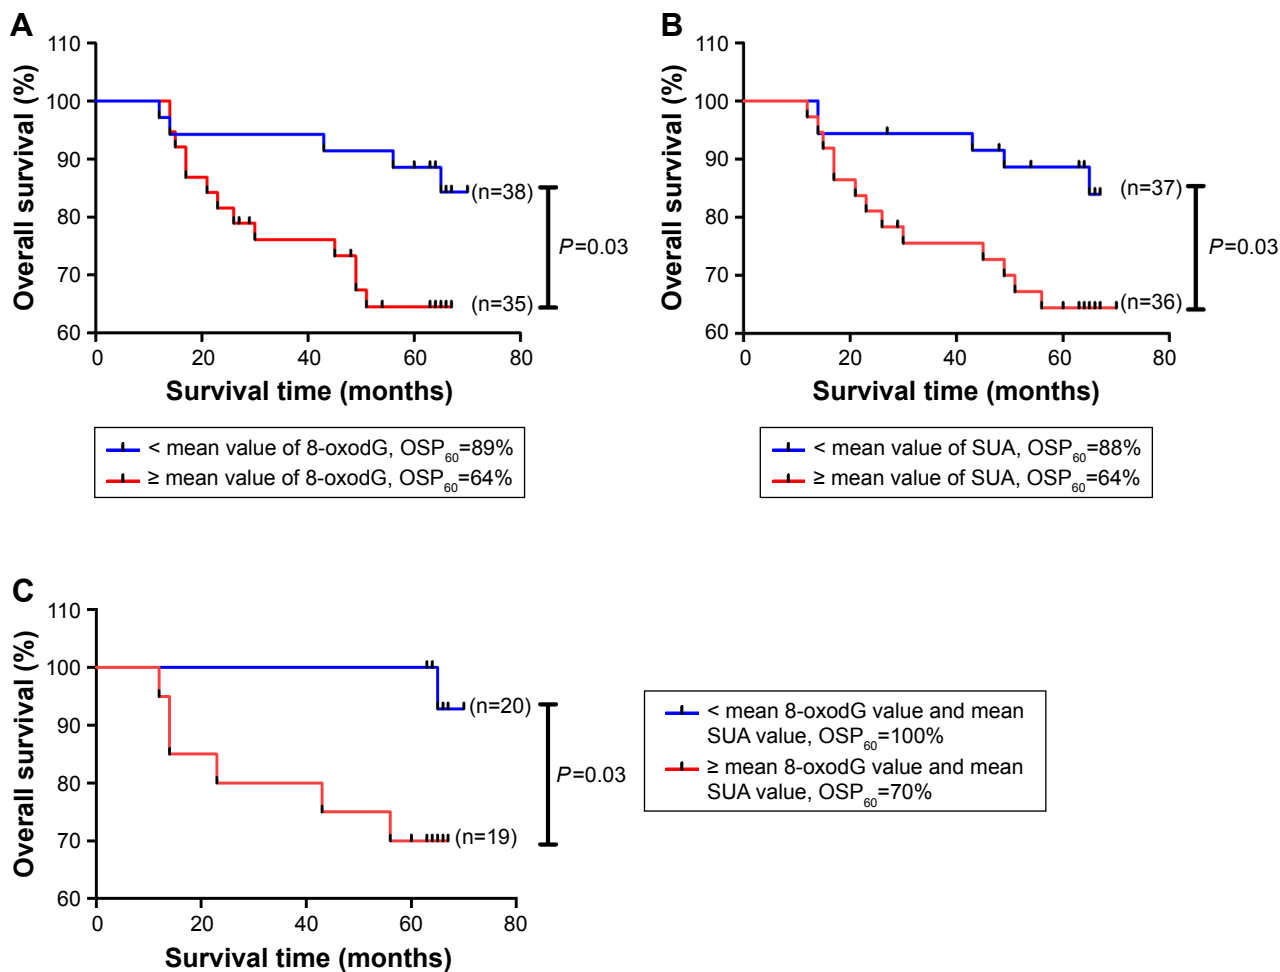 A
Overall survival (%)
110
100
90
80
70
60
0 20 40 60 80
Survival time (months)
(n=38)
(n=35)
P=0.03
< mean value of 8-oxodG, OSP60=89%
≥ mean value of 8-oxodG, OSP60=64%
B
Overall survival (%)
110
100
90
80
70
60
0 20 40 60 80
Survival time (months)
(n=37)
(n=36)
P=0.03
< mean value of SUA, OSP60=88%
≥ mean value of SUA, OSP60=64%
C
Overall survival (%)
110
100
90
80
70
60
0 20 40 60 80
Survival time (months)
(n=20)
(n=19)
P=0.03
< mean 8-oxodG value and mean
SUA value, OSP60=100%
≥ mean 8-oxodG value and mean
SUA value, OSP60=70%